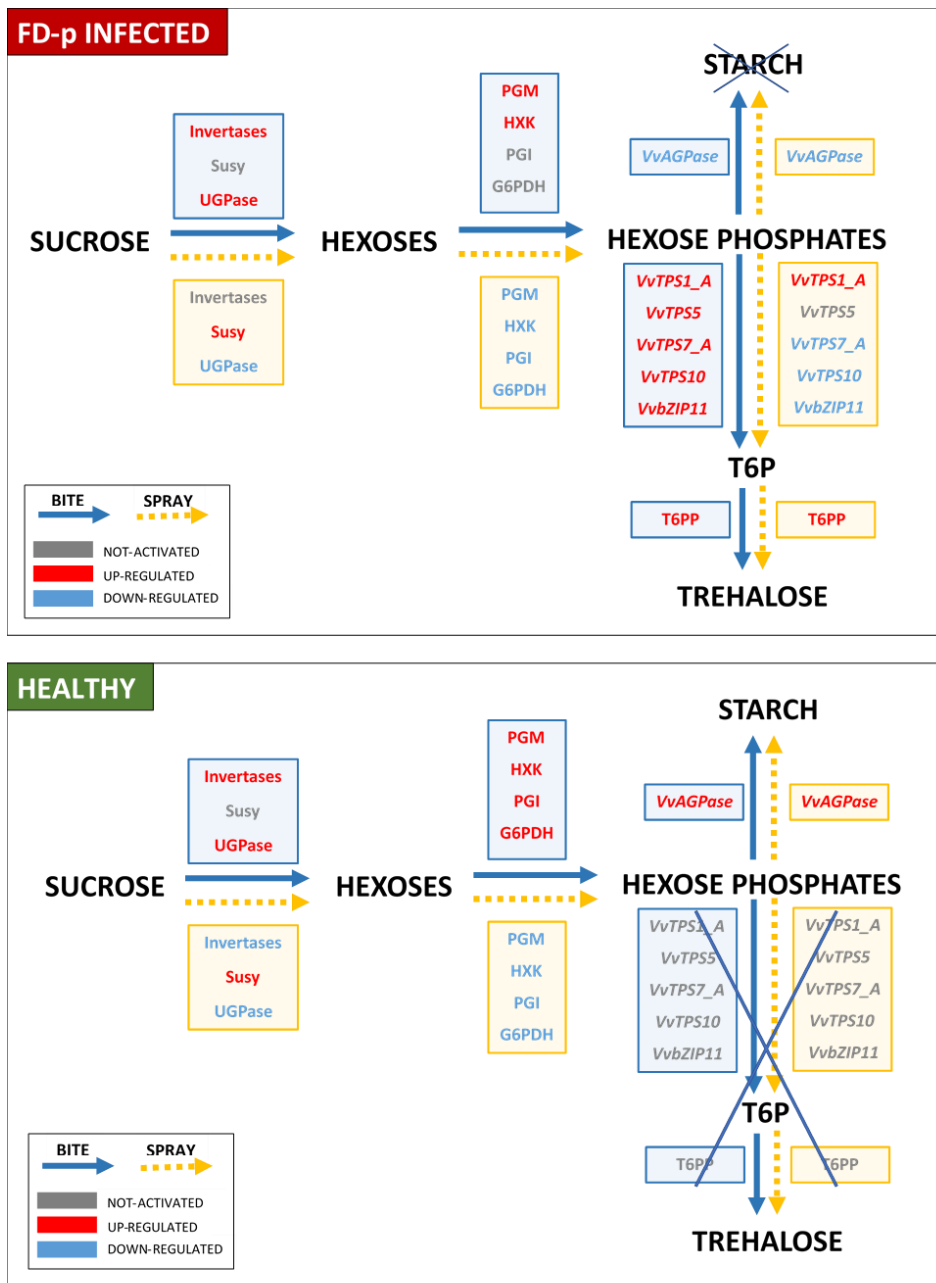 FD-p INFECTED
STARCH
PGM
HXK
PGI
G6PDH
Invertases
Susy
UGPase
VvAGPase
VvAGPase
SUCROSE
HEXOSES
HEXOSE PHOSPHATES
Invertases
Susy
UGPase
PGM
HXK
PGI
G6PDH
VvTPS1_A
VvTPS5
VvTPS7_A
VvTPS10
VvbZIP11
VvTPS1_A
VvTPS5
VvTPS7_A
VvTPS10
VvbZIP11
T6P
T6PP
T6PP
TREHALOSE
BITE
SPRAY
NOT-ACTIVATED
UP-REGULATED
DOWN-REGULATED
HEALTHY
STARCH
PGM
HXK
PGI
G6PDH
Invertases
Susy
UGPase
VvAGPase
VvAGPase
SUCROSE
HEXOSES
HEXOSE PHOSPHATES
Invertases
Susy
UGPase
PGM
HXK
PGI
G6PDH
VvTPS1_A
VvTPS5
VvTPS7_A
VvTPS10
VvbZIP11
VvTPS1_A
VvTPS5
VvTPS7_A
VvTPS10
VvbZIP11
T6P
T6PP
T6PP
TREHALOSE
BITE
SPRAY
NOT-ACTIVATED
UP-REGULATED
DOWN-REGULATED